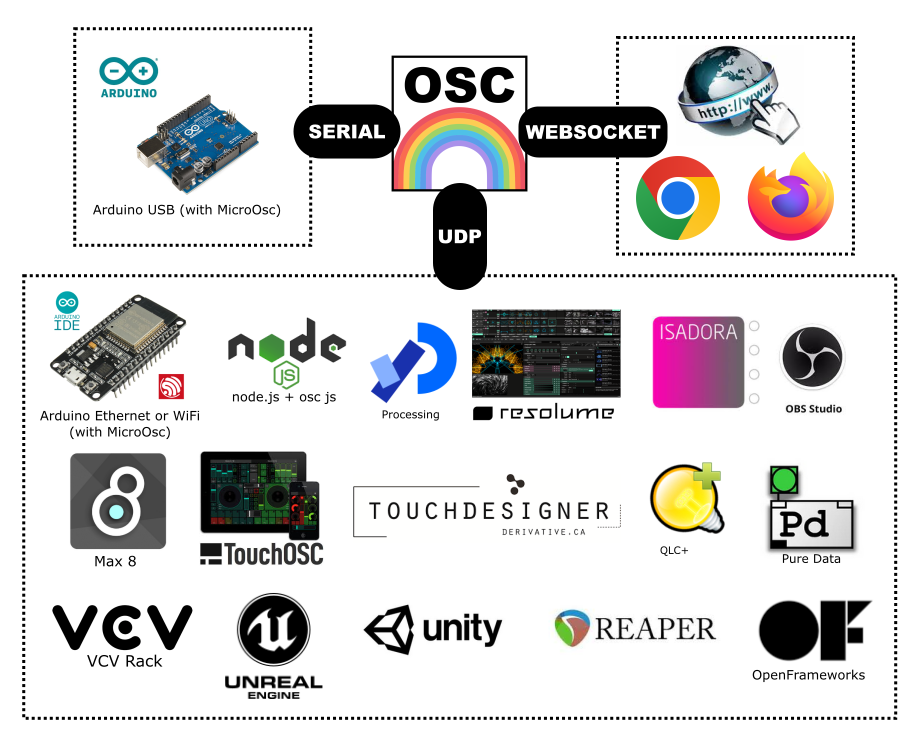 OSC
SERIAL
WEBSOCKET
UDP
ARDUINO
Arduino USB (with MicroOsc)
http://www.
ARDUINO
IDE
Arduino Ethernet or WiFi
(with MicroOsc)
node
JS
node.js + osc js
Processing
resolume
ISADORA
OBS Studio
Max 8
TouchOSC
TOUCHDESIGNER
DERIVATIVE.CA
QLC+
Pd
Pure Data
VCV
VCV Rack
UNREAL
ENGINE
unity
REAPER
OF
OpenFrameworks